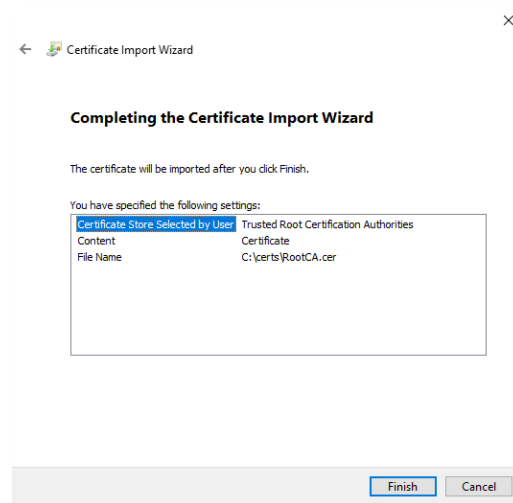 Certificate Import Wizard
Completing the Certificate Import Wizard
The certificate will be imported after you click Finish.
You have specified the following settings:
Certificate Store Selected by User Trusted Root Certification Authorities
Content Certificate
File Name C:\certs\RootCA.cer
Finish Cancel